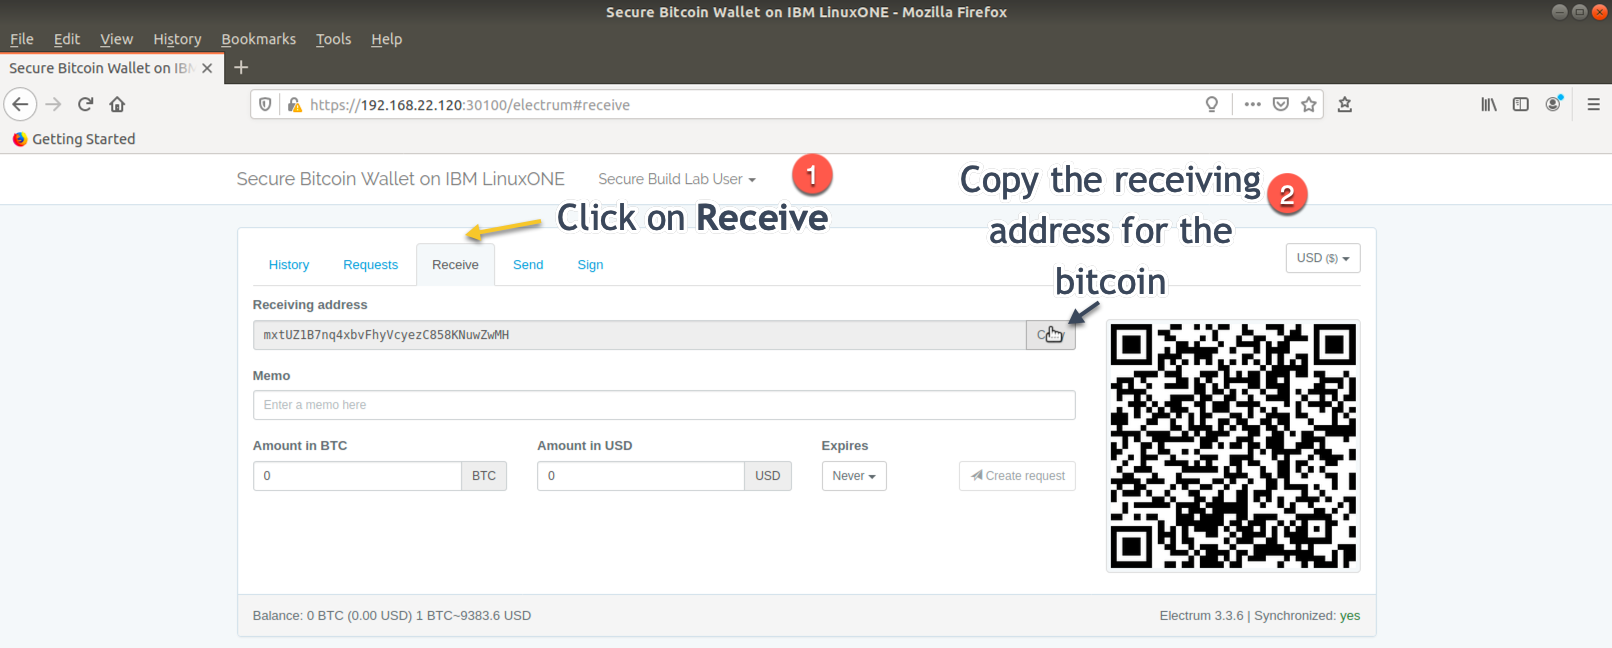 Secure Bitcoin Wallet on IBM LinuxONE - Mozilla Firefox
File Edit View History Bookmarks Tools Help
Secure Bitcoin Wallet on IBN
https://192.168.22.120:30100/electrum#receive
Getting Started
Secure Bitcoin Wallet on IBM LinuxONE Secure Build Lab User
1
Click on Receive
Copy the receiving
address for the
bitcoin
2
History Requests Receive Send Sign
USD ($)
Receiving address
mxtUZ1B7nq4xbvFhyVcyezC858KNuwZwMH
Memo
Enter a memo here
Amount in BTC Amount in USD Expires
0 BTC 0 USD Never Create request
Balance: 0 BTC (0.00 USD) 1 BTC~9383.6 USD
Electrum 3.3.6 | Synchronized: yes